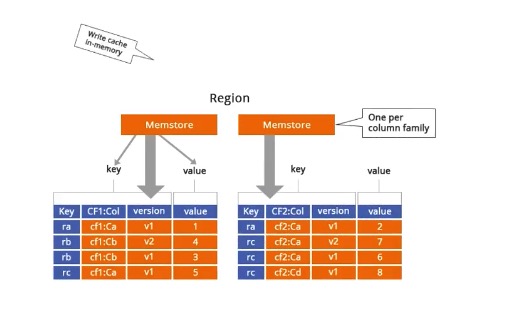 Write cache
in-memory
Region
Memstore
Memstore
One per
column family
key
value
key
value
Key CF1:Col version value
ra cf1:Ca v1 1
rb cf1:Cb v2 4
rb cf1:Cb v1 3
rc cf1:Ca v1 5
Key CF2:Col version value
ra cf2:Ca v1 2
rc cf2:Ca v2 7
rc cf2:Ca v1 6
rc cf2:Cd v1 8